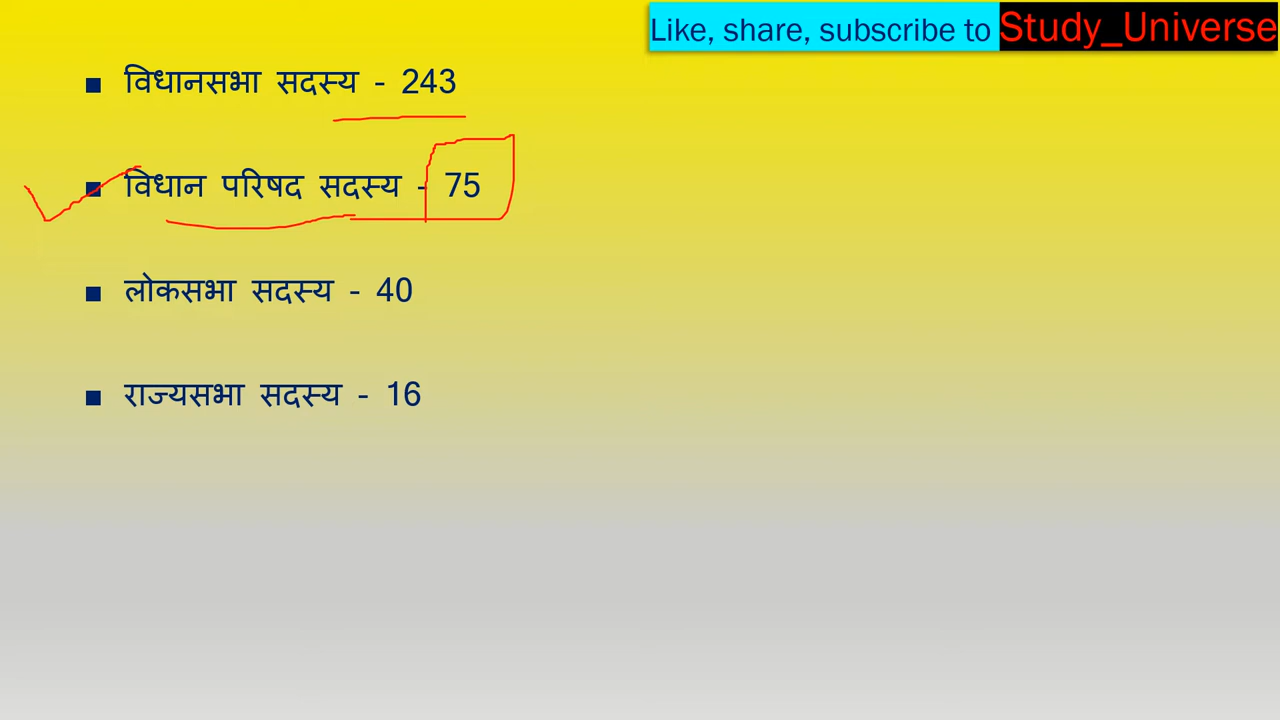 Like, share, subscribe to Study_Universe
▪ विधानसभा सदस्य - 243
▪ विधान परिषद सदस्य - 75
▪ लोकसभा सदस्य - 40
▪ राज्यसभा सदस्य - 16